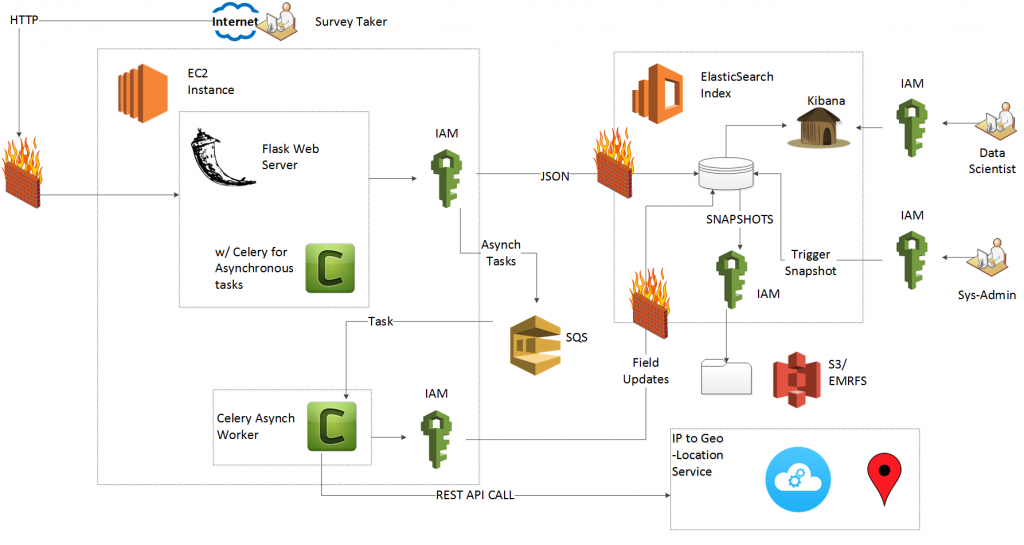 HTTP
Internet
Survey Taker
EC2
Instance
Flask Web
Server
w/ Celery for
Asynchronous
tasks
C
IAM
JSON
Asynch
Tasks
SQS
Task
Celery Asynch
Worker
C
IAM
REST API CALL
ElasticSearch
Index
Kibana
IAM
Data
Scientist
SNAPSHOTS
IAM
Trigger
Snapshot
IAM
Sys-Admin
Field
Updates
S3/
EMRFS
IP to Geo
-Location
Service